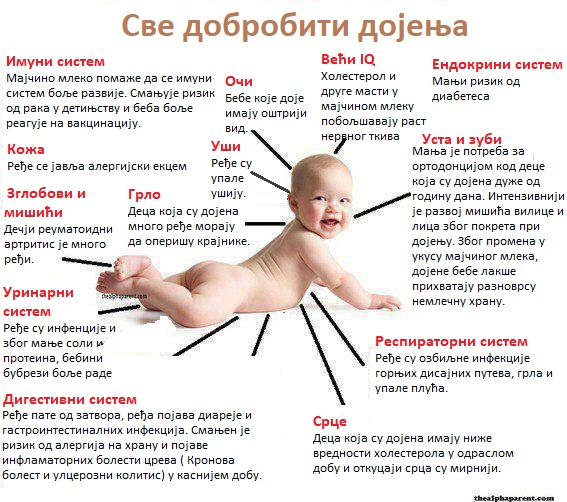 Све добробити дојења
Имуни систем
Мајчино млеко помаже да се имуни
систем боље развије. Смањује ризик
од рака у детињству и беба боље
реагује на вакцинацију.
Кожа
Ређе се јавља алергијски екцем
Зглобови и
мишићи
Дечји реуматоидни
артритис је много
ређи.
Очи
Бебе које доје
имају оштрији
вид.
Уши
Ређе су
упале
ушију.
Грло
Деца која су дојена
много ређе морају
да оперишу крајнике.
Већи IQ
Холестерол и
друге масти у
мајчином млеку
побољшавају раст
нервног ткива
Ендокрини систем
Мањи ризик од
диабетеса
Уста и зуби
Мања је потреба за
ортодонцијом код деце
која су дојена дуже од
годину дана. Интензивнији
је развој мишића вилице и
лица због покрета при
дојењу. Због промена у
укусу мајчиног млека,
дојене бебе лакше
прихватају разноврсу
немлечну храну.
thealphaparent.com
Уринарни
систем
Ређе су инфенције и
због мање соли и
протеина, бебини
бубрези боље раде
Респираторни систем
Ређе су озбиљне инфекције
горњих дисајних путева, грла и
упале плућа.
Дигестивни систем
Ређе пате од затвора, ређа појава диареје и
гастроинтестиналних инфекција. Смањен је
ризик од алергија на храну и појаве
инфламаторних болести црева ( Кронова
болест и улцерозни колитис) у каснијем добу.
Срце
Деца која су дојена имају ниже
вредности холестерола у одраслом
добу и откуцаји срца су мирнији.
thealphaparent.com